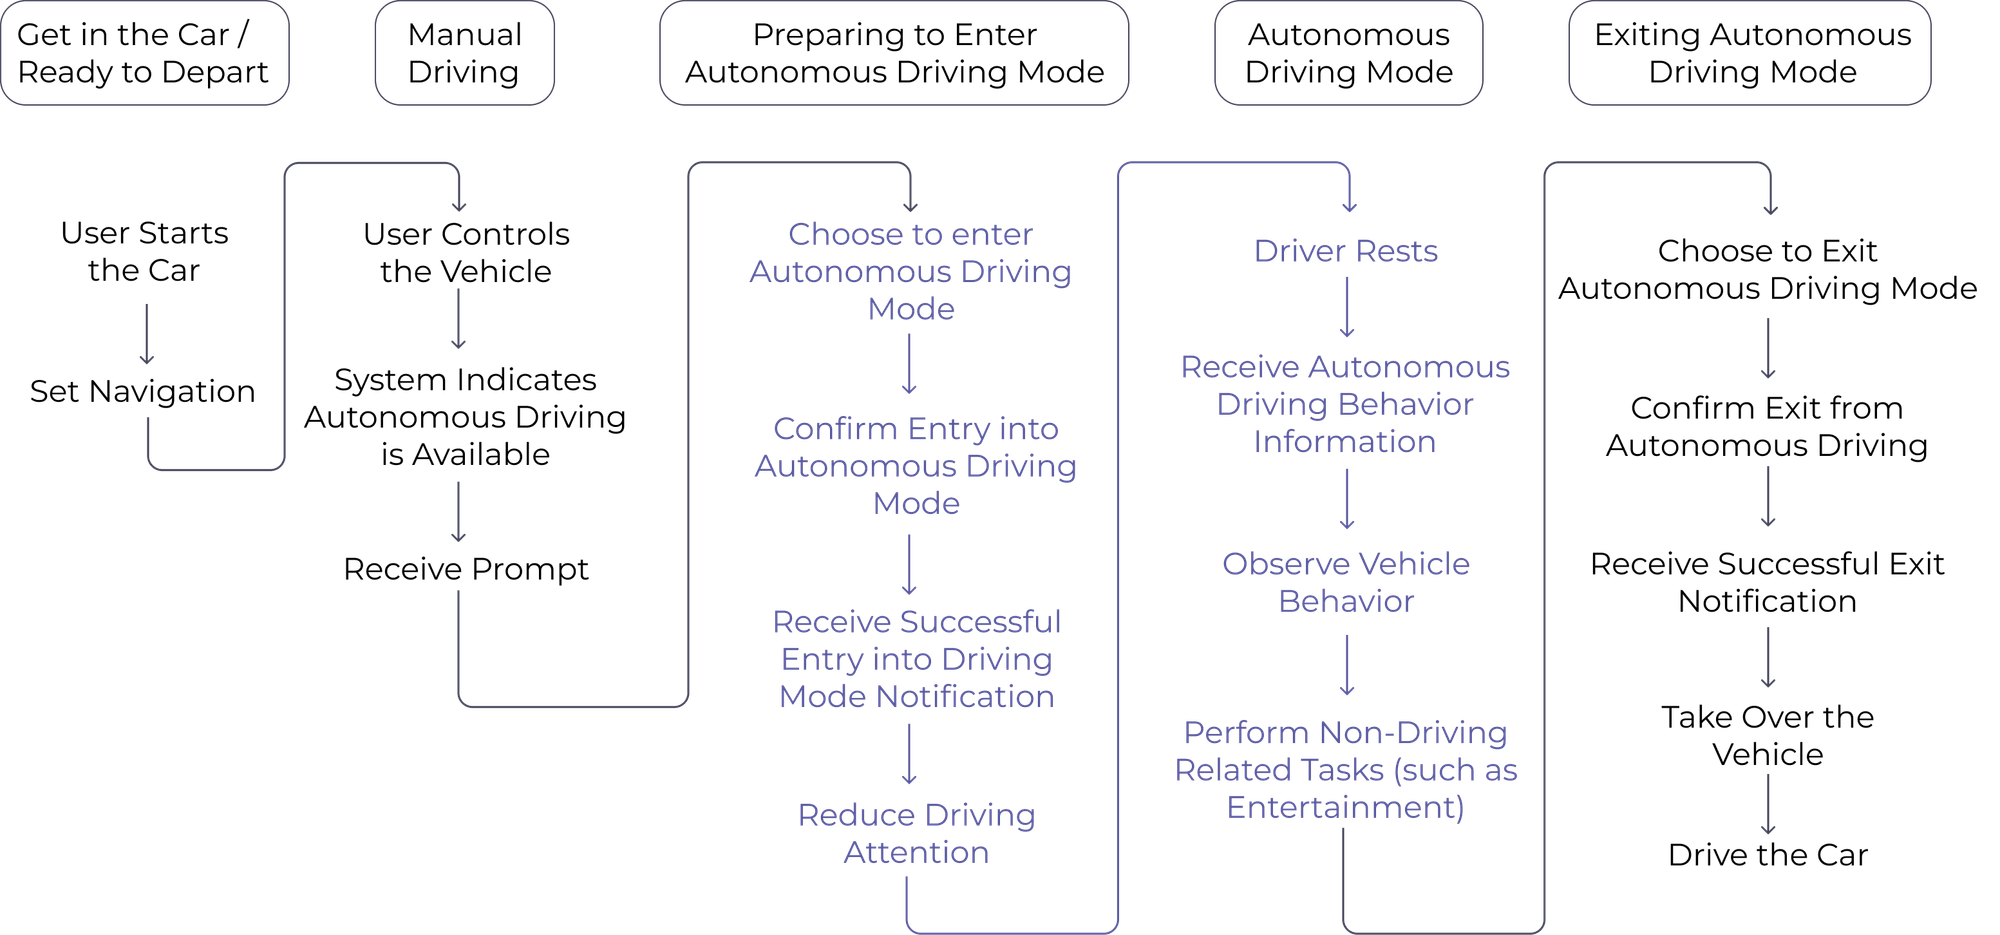 Get in the Car /
Ready to Depart
Manual
Driving
Preparing to Enter
Autonomous Driving Mode
Autonomous
Driving Mode
Exiting Autonomous
Driving Mode
User Starts
the Car
Set Navigation
User Controls
the Vehicle
System Indicates
Autonomous Driving
is Available
Receive Prompt
Choose to enter
Autonomous Driving
Mode
Confirm Entry into
Autonomous Driving
Mode
Receive Successful
Entry into Driving
Mode Notification
Reduce Driving
Attention
Driver Rests
Receive Autonomous
Driving Behavior
Information
Observe Vehicle
Behavior
Perform Non-Driving
Related Tasks (such as
Entertainment)
Choose to Exit
Autonomous Driving Mode
Confirm Exit from
Autonomous Driving
Receive Successful Exit
Notification
Take Over the
Vehicle
Drive the Car